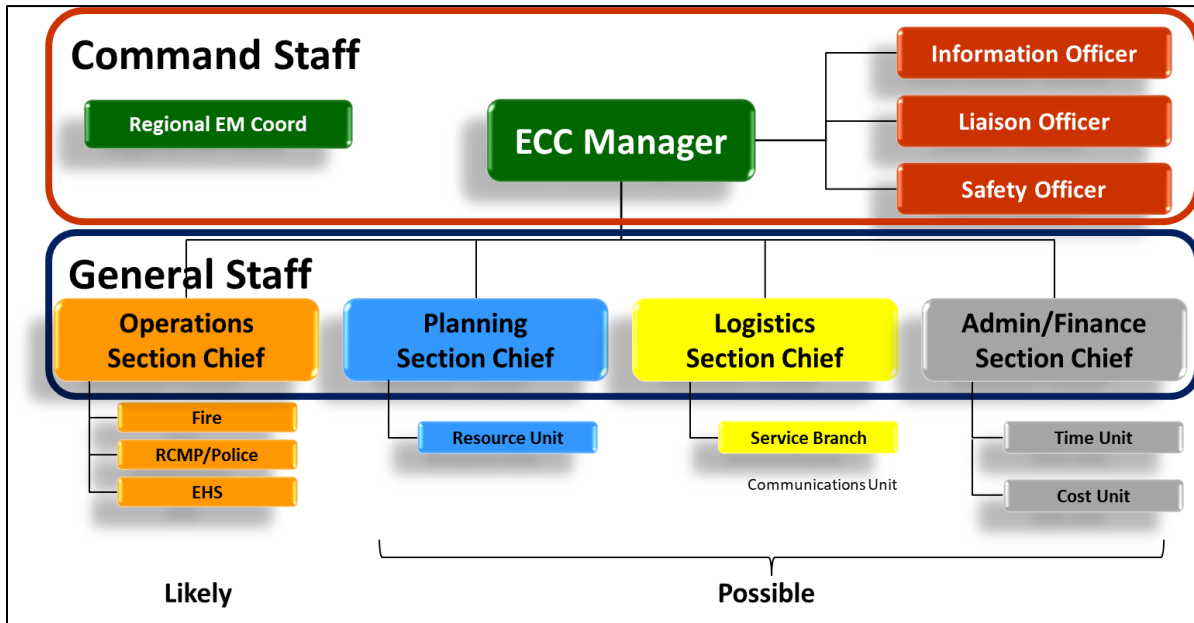 Command Staff
Regional EM Coord
ECC Manager
Information Officer
Liaison Officer
Safety Officer
General Staff
Operations
Section Chief
Planning
Section Chief
Logistics
Section Chief
Admin/Finance
Section Chief
Fire
RCMP/Police
EHS
Resource Unit
Service Branch
Communications Unit
Time Unit
Cost Unit
Likely
Possible